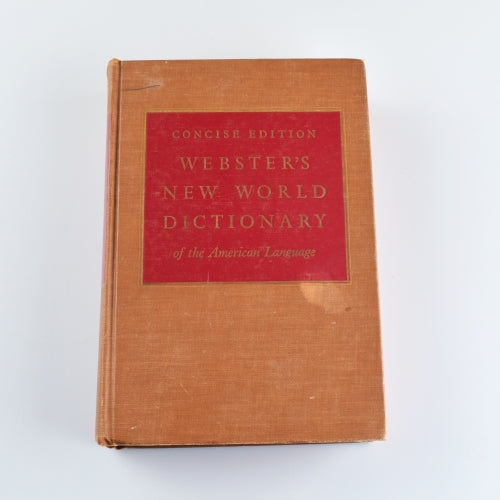 CONCISE EDITION
WEBSTER'S
NEW WORLD
DICTIONARY
of the American Language